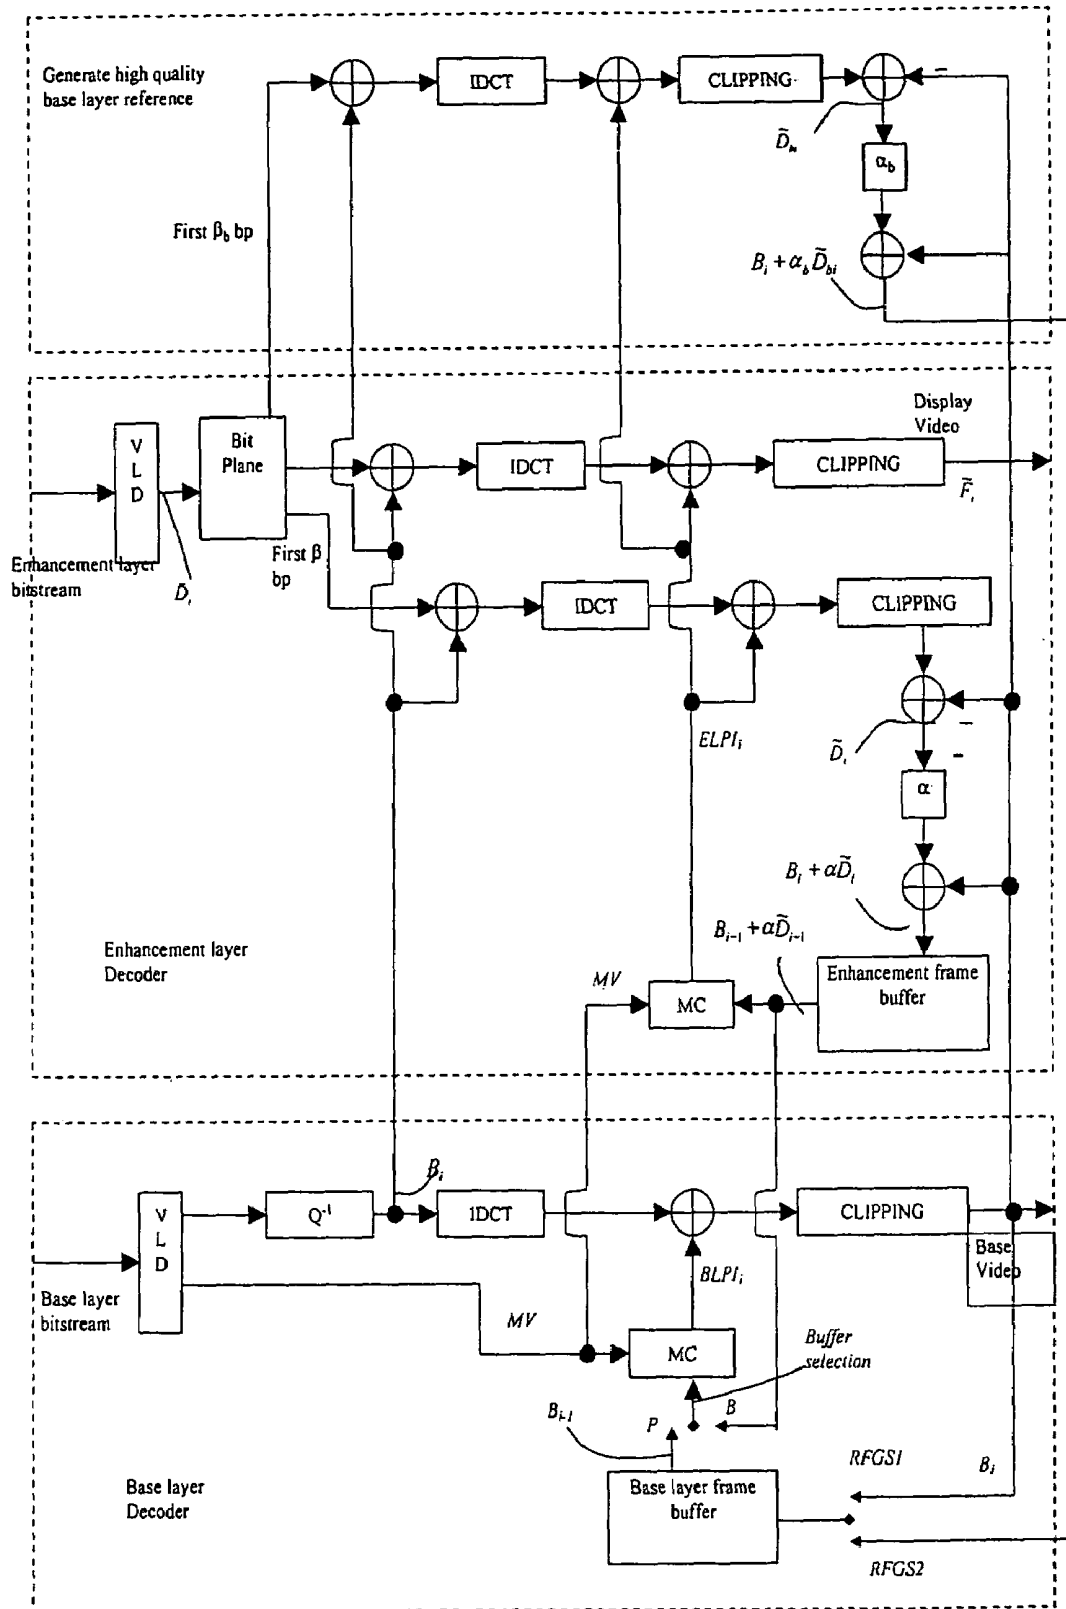 Generate high quality
base layer reference
IDCT
CLIPPING
D̃bi
αb
First βb bp
Bi + αb D̃bi
Display
Video
V
L
D
Bit
Plane
IDCT
CLIPPING
F̃i
First β
bp
Enhancement layer
bitstream
D̂i
IDCT
CLIPPING
ELPIi
D̃i
α
Bi + αD̃i
Bi-1 + αD̃i-1
Enhancement layer
Decoder
MV
MC
Enhancement frame
buffer
B̂i
V
L
D
Q-1
IDCT
CLIPPING
Base
Video
Base layer
bitstream
BLPIi
MV
MC
Buffer
selection
Bi-1
P
B
RFGS1
Bi
Base layer
Decoder
Base layer frame
buffer
RFGS2